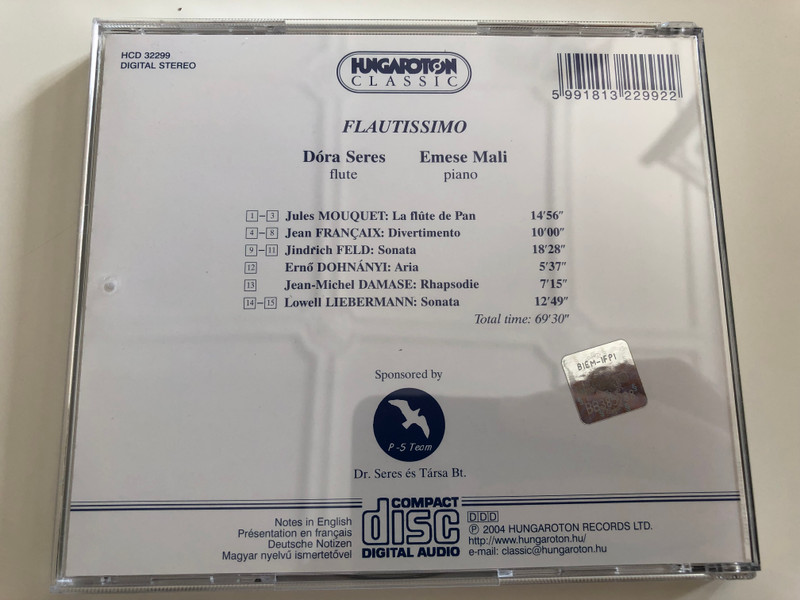 HCD 32299
DIGITAL STEREO
HUNGAROTON
CLASSIC
5 991813 229922
FLAUTISSIMO
Dóra Seres Emese Mali
flute piano
1 – 3 Jules MOUQUET: La flûte de Pan 14'56"
4 – 8 Jean FRANÇAIX: Divertimento 10'00"
9 – 11 Jindrich FELD: Sonata 18'28"
12 Ernő DOHNÁNYI: Aria 5'37"
13 Jean-Michel DAMASE: Rhapsodie 7'15"
14 – 15 Lowell LIEBERMANN: Sonata 12'49"
Total time: 69'30"
BIEM-IFPI
Sponsored by
P-S Team
Dr. Seres és Társa Bt.
Notes in English
Présentation en français
Deutsche Notizen
Magyar nyelvű ismertetővel
COMPACT
disc
DIGITAL AUDIO
DDD
℗ 2004 HUNGAROTON RECORDS LTD.
http://www.hungaroton.hu/
e-mail: classic@hungaroton.hu